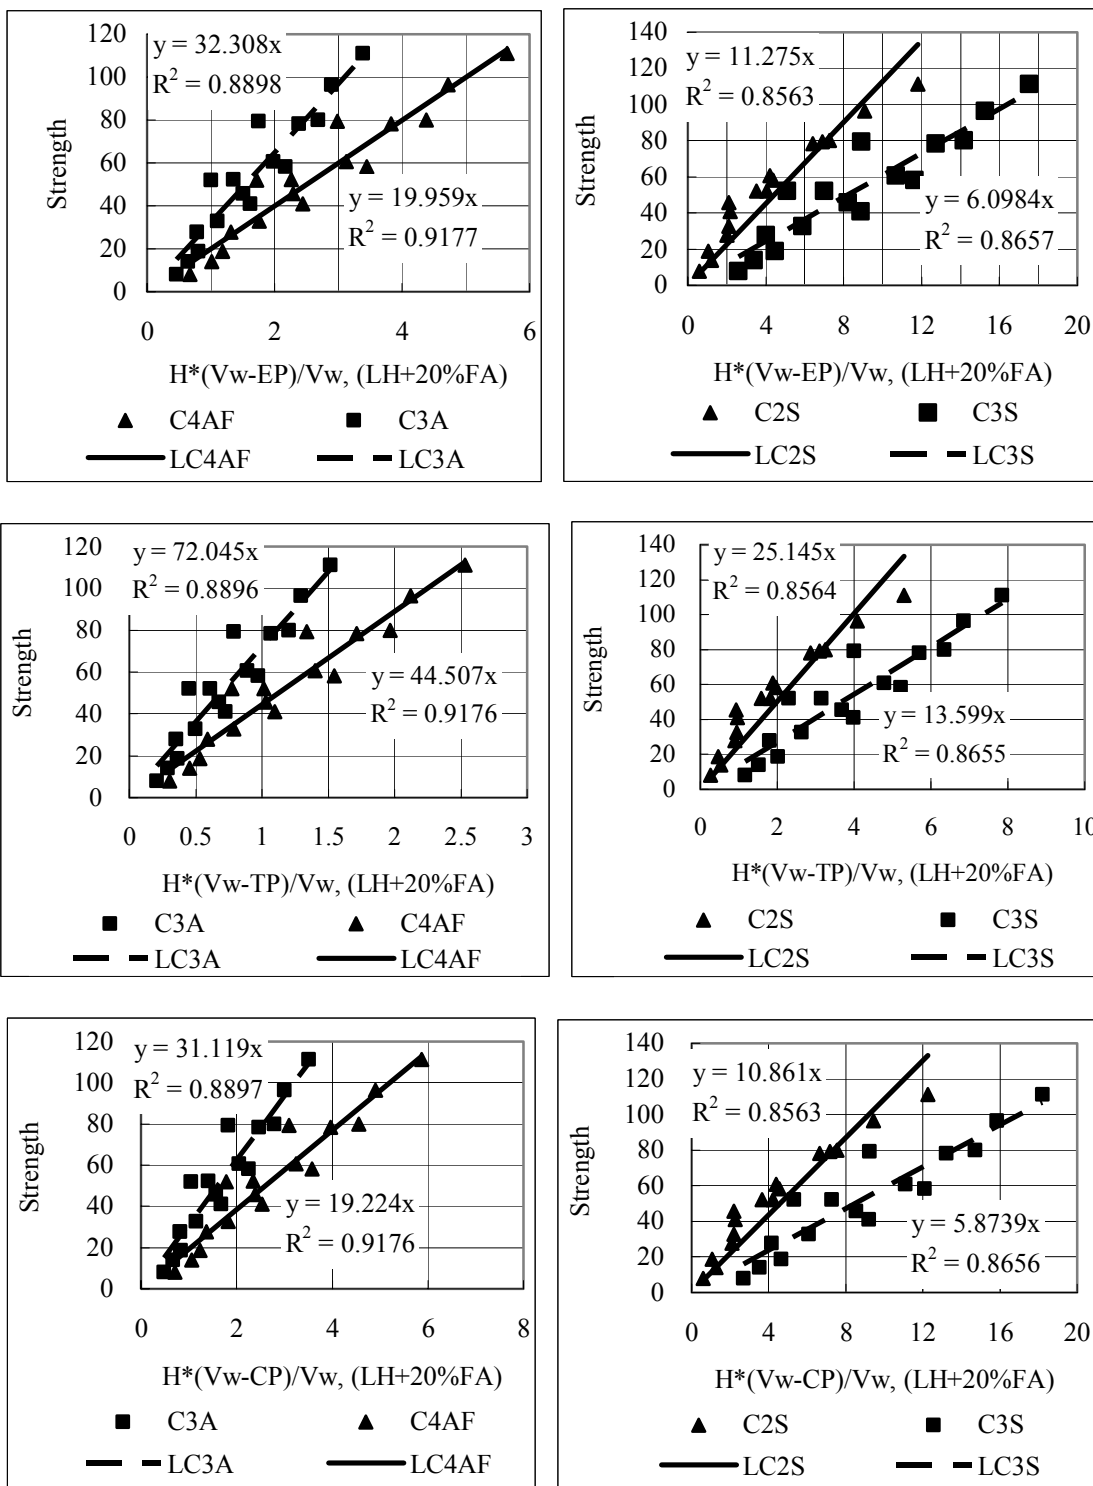 120
100
80
60
40
20
0
Strength
y = 32.308x
R² = 0.8898
y = 19.959x
R² = 0.9177
0 2 4 6
H*(Vw-EP)/Vw, (LH+20%FA)
C4AF C3A
LC4AF LC3A
140
120
100
80
60
40
20
0
Strength
y = 11.275x
R² = 0.8563
y = 6.0984x
R² = 0.8657
0 4 8 12 16 20
H*(Vw-EP)/Vw, (LH+20%FA)
C2S C3S
LC2S LC3S
120
100
80
60
40
20
0
Strength
y = 72.045x
R² = 0.8896
y = 44.507x
R² = 0.9176
0 0.5 1 1.5 2 2.5 3
H*(Vw-TP)/Vw, (LH+20%FA)
C3A C4AF
LC3A LC4AF
140
120
100
80
60
40
20
0
Strength
y = 25.145x
R² = 0.8564
y = 13.599x
R² = 0.8655
0 2 4 6 8 10
H*(Vw-TP)/Vw, (LH+20%FA)
C2S C3S
LC2S LC3S
120
100
80
60
40
20
0
Strength
y = 31.119x
R² = 0.8897
y = 19.224x
R² = 0.9176
0 2 4 6 8
H*(Vw-CP)/Vw, (LH+20%FA)
C3A C4AF
LC3A LC4AF
140
120
100
80
60
40
20
0
Strength
y = 10.861x
R² = 0.8563
y = 5.8739x
R² = 0.8656
0 4 8 12 16 20
H*(Vw-CP)/Vw, (LH+20%FA)
C2S C3S
LC2S LC3S